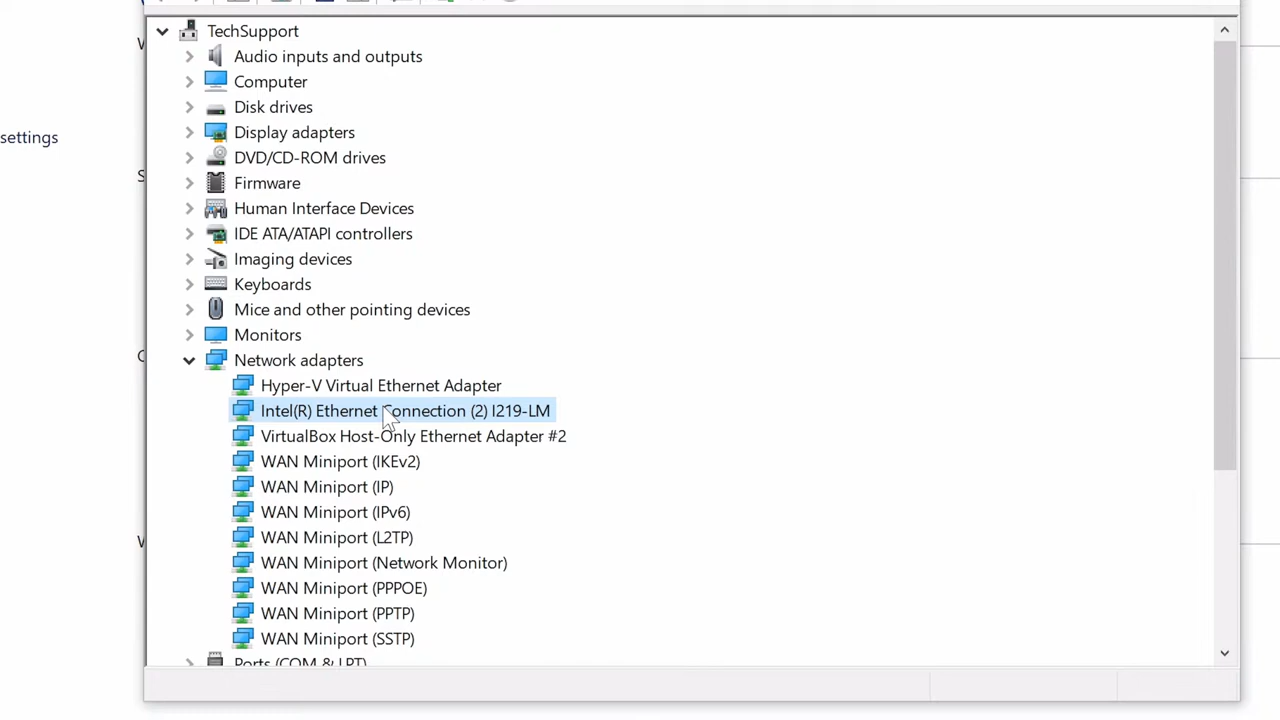 TechSupport
Audio inputs and outputs
Computer
Disk drives
settings
Display adapters
DVD/CD-ROM drives
Firmware
Human Interface Devices
IDE ATA/ATAPI controllers
Imaging devices
Keyboards
Mice and other pointing devices
Monitors
Network adapters
Hyper-V Virtual Ethernet Adapter
Intel(R) Ethernet Connection (2) I219-LM
VirtualBox Host-Only Ethernet Adapter #2
WAN Miniport (IKEv2)
WAN Miniport (IP)
WAN Miniport (IPv6)
WAN Miniport (L2TP)
WAN Miniport (Network Monitor)
WAN Miniport (PPPOE)
WAN Miniport (PPTP)
WAN Miniport (SSTP)
Ports (COM & LPT)